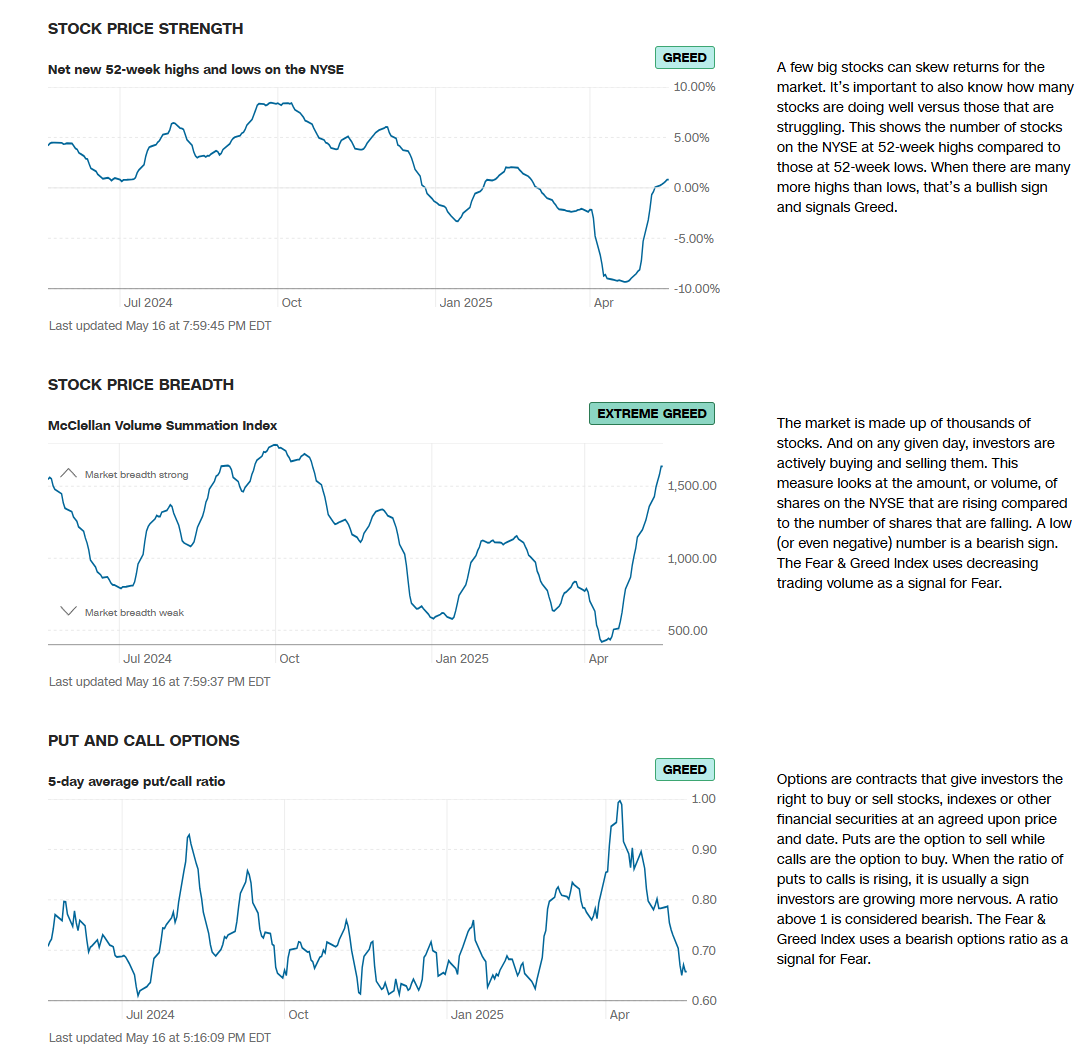 STOCK PRICE STRENGTH
GREED
Net new 52-week highs and lows on the NYSE
10.00%
5.00%
0.00%
-5.00%
-10.00%
Jul 2024
Oct
Jan 2025
Apr
Last updated May 16 at 7:59:45 PM EDT
A few big stocks can skew returns for the
market. It’s important to also know how many
stocks are doing well versus those that are
struggling. This shows the number of stocks
on the NYSE at 52-week highs compared to
those at 52-week lows. When there are many
more highs than lows, that’s a bullish sign
and signals Greed.
STOCK PRICE BREADTH
EXTREME GREED
McClellan Volume Summation Index
Market breadth strong
1,500.00
1,000.00
Market breadth weak
500.00
Jul 2024
Oct
Jan 2025
Apr
Last updated May 16 at 7:59:37 PM EDT
The market is made up of thousands of
stocks. And on any given day, investors are
actively buying and selling them. This
measure looks at the amount, or volume, of
shares on the NYSE that are rising compared
to the number of shares that are falling. A low
(or even negative) number is a bearish sign.
The Fear & Greed Index uses decreasing
trading volume as a signal for Fear.
PUT AND CALL OPTIONS
GREED
5-day average put/call ratio
1.00
0.90
0.80
0.70
0.60
Jul 2024
Oct
Jan 2025
Apr
Last updated May 16 at 5:16:09 PM EDT
Options are contracts that give investors the
right to buy or sell stocks, indexes or other
financial securities at an agreed upon price
and date. Puts are the option to sell while
calls are the option to buy. When the ratio of
puts to calls is rising, it is usually a sign
investors are growing more nervous. A ratio
above 1 is considered bearish. The Fear &
Greed Index uses a bearish options ratio as a
signal for Fear.